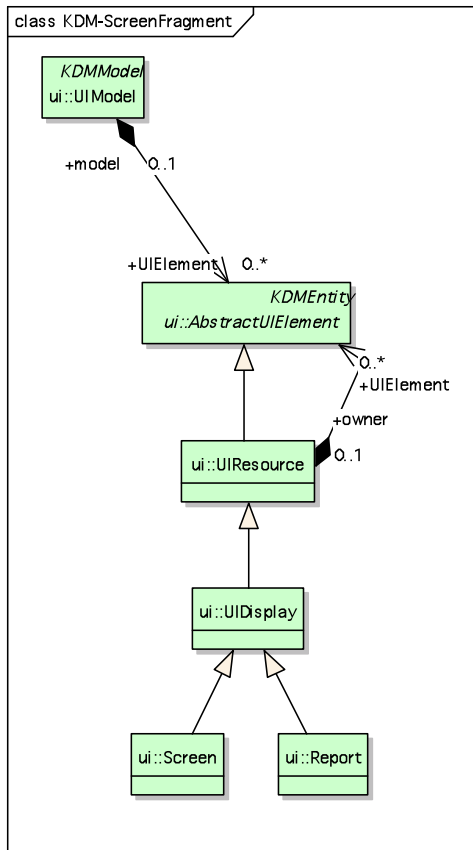 class KDM-ScreenFragment
KDMModel
ui::UIModel
+model
0..1
+UIElement
0..*
KDMEntity
ui::AbstractUIElement
0..*
+UIElement
+owner
0..1
ui::UIResource
ui::UIDisplay
ui::Screen
ui::Report